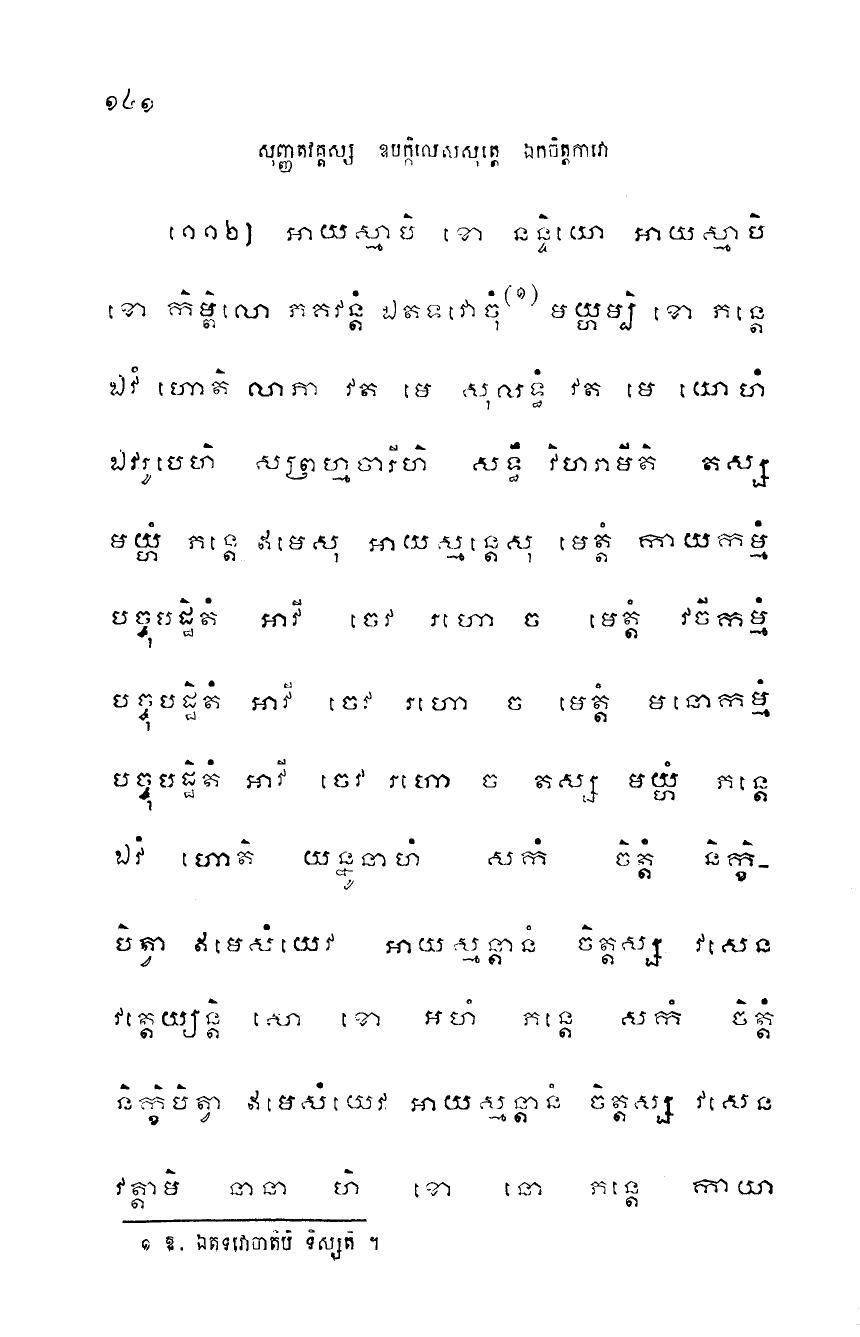 ១៤១
សុញ្ញតវគ្គស្ស ឧបក្កិលេសសុត្តេ ឯកចិត្តភាវោ
(១១២) អាយស្មាបិ ខោ នន្ទិយោ អាយស្មាបិ
ខោ កិម្ពិលោ ភគវន្តំ ឯតទវោចុំ(១) មយ្ហម្បិ ខោ ភន្តេ
ឯវំ ហោតិ លាភា វត មេ សុលទ្ធំ វត មេ យោហំ
ឯវរូបេហិ សព្រហ្មចារីហិ សទ្ធឹ វិហរាមីតិ តស្ស
មយ្ហំ ភន្តេ ឥមេសុ អាយស្មន្តេសុ មេត្តំ កាយកម្មំ
បច្ចុបដ្ឋិតំ អាវី ចេវ រហោ ច មេត្តំ វចីកម្មំ
បច្ចុបដ្ឋិតំ អាវី ចេវ រហោ ច មេត្តំ មនោកម្មំ
បច្ចុបដ្ឋិតំ អាវី ចេវ រហោ ច តស្ស មយ្ហំ ភន្តេ
ឯវំ ហោតិ យន្នូនាហំ សកំ ចិត្តំ និក្ខិ-
បិត្វា ឥមេសំយេវ អាយស្មន្តានំ ចិត្តស្ស វសេន
វត្តេយ្យន្តិ សោ ខោ អហំ ភន្តេ សកំ ចិត្តំ
និក្ខិបិត្វា ឥមេសំយេវ អាយស្មន្តានំ ចិត្តស្ស វសេន
វត្តាមិ នានា ហិ ខោ នោ ភន្តេ កាយា
១ ឱ. ឯតទវោចាតិបិ ទិស្សតិ ។